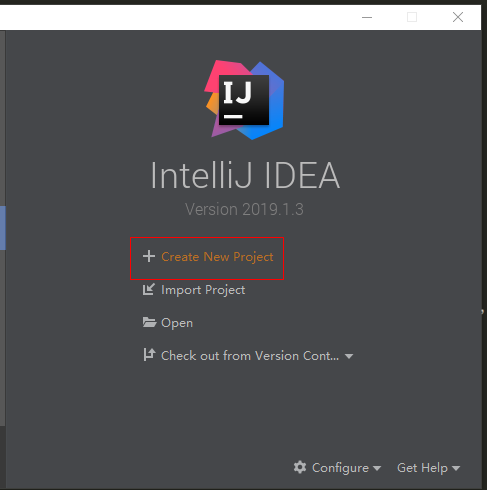 IJ
IntelliJ IDEA
Version 2019.1.3
Create New Project
Import Project
Open
Check out from Version Cont...
Configure Get Help